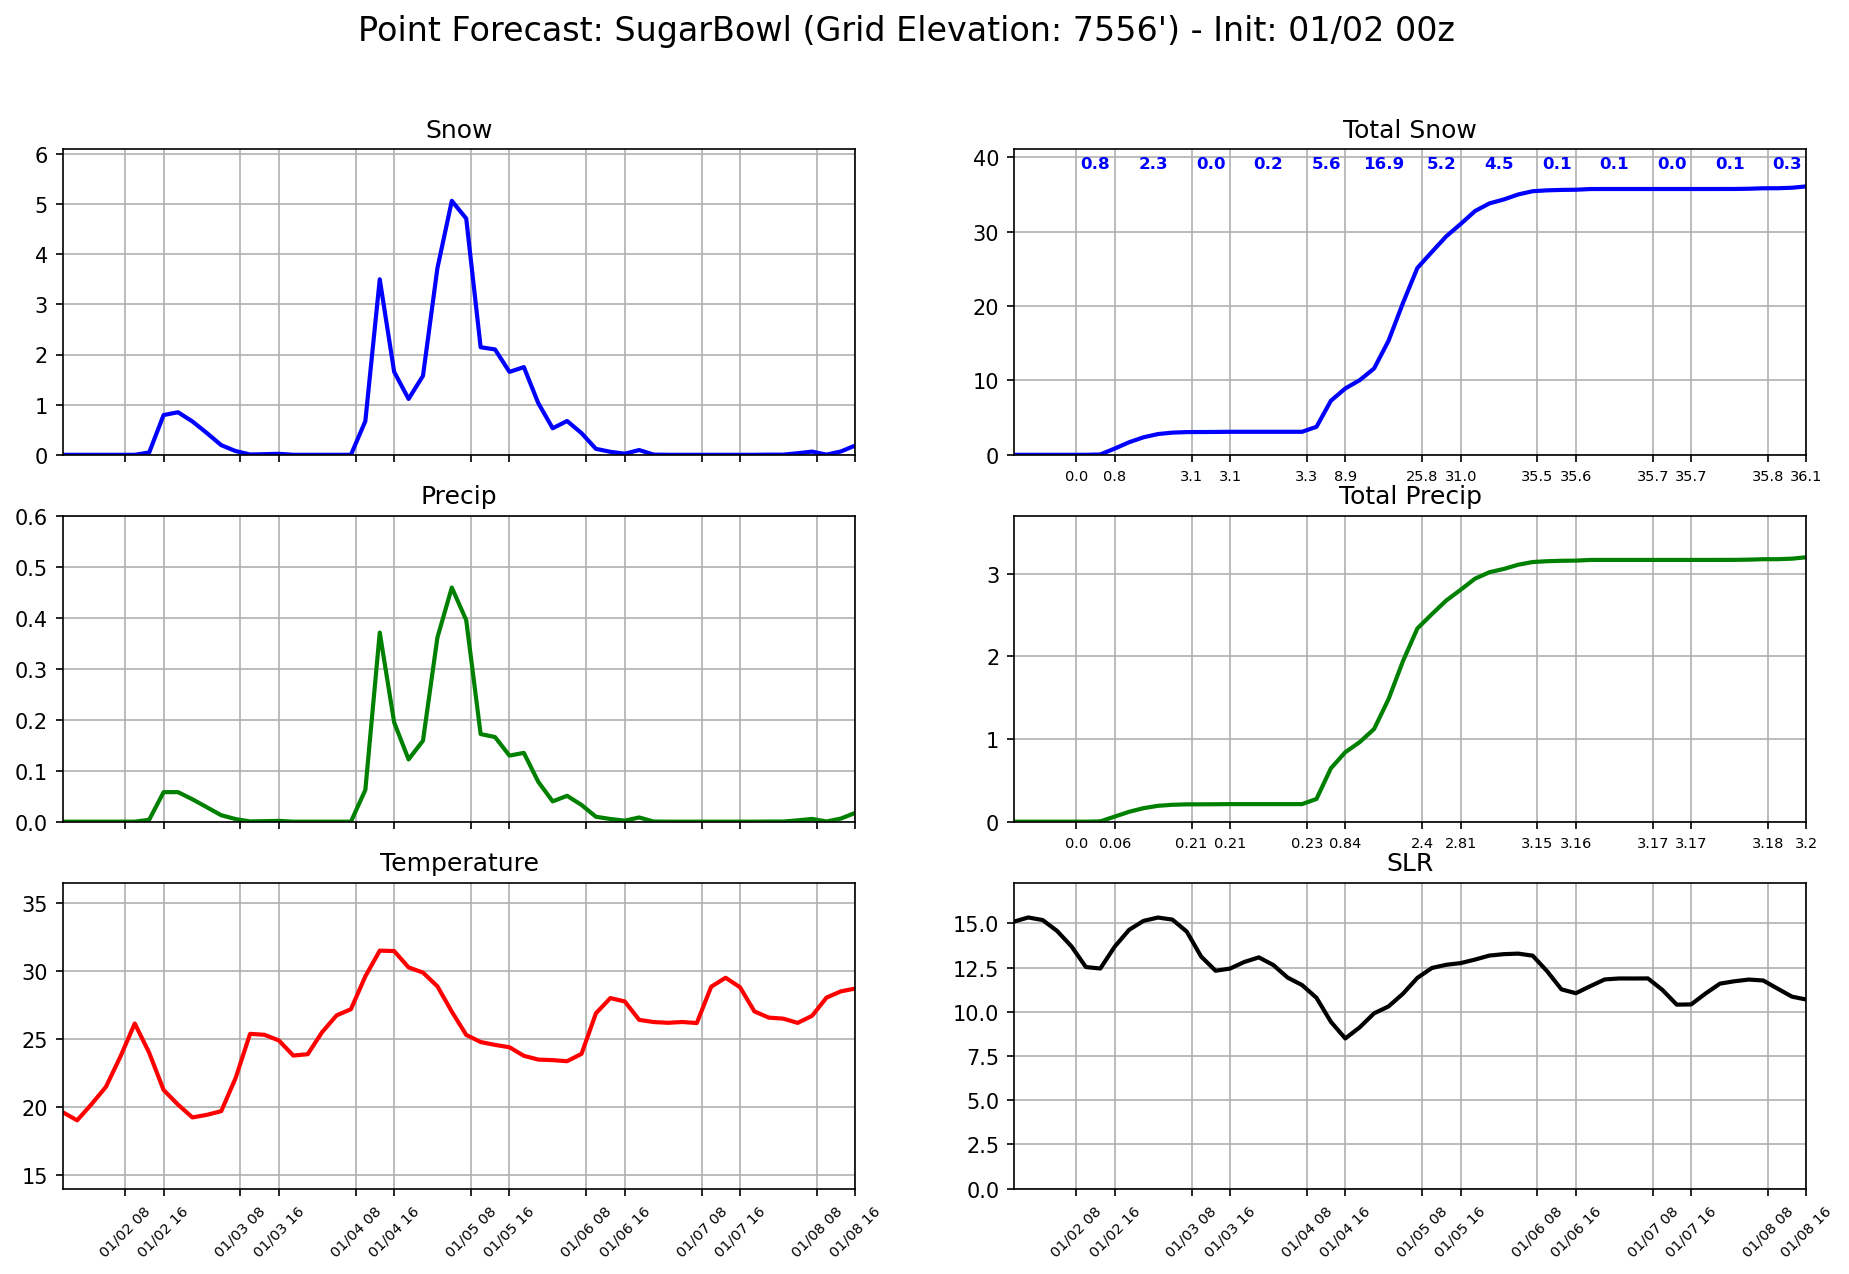 Point Forecast: SugarBowl (Grid Elevation: 7556') - Init: 01/02 00z
Snow
6
5
4
3
2
1
0
Total Snow
0.8 2.3 0.0 0.2 5.6 16.9 5.2 4.5 0.1 0.1 0.0 0.1 0.3
40
30
20
10
0
0.0 0.8 3.1 3.1 3.3 8.9 25.8 31.0 35.5 35.6 35.7 35.7 35.8 36.1
Precip
0.6
0.5
0.4
0.3
0.2
0.1
0.0
Total Precip
3
2
1
0
0.0 0.06 0.21 0.21 0.23 0.84 2.4 2.81 3.15 3.16 3.17 3.17 3.18 3.2
Temperature
35
30
25
20
15
01/02 08 01/02 16 01/03 08 01/03 16 01/04 08 01/04 16 01/05 08 01/05 16 01/06 08 01/06 16 01/07 08 01/07 16 01/08 08 01/08 16
SLR
15.0
12.5
10.0
7.5
5.0
2.5
0.0
01/02 08 01/02 16 01/03 08 01/03 16 01/04 08 01/04 16 01/05 08 01/05 16 01/06 08 01/06 16 01/07 08 01/07 16 01/08 08 01/08 16